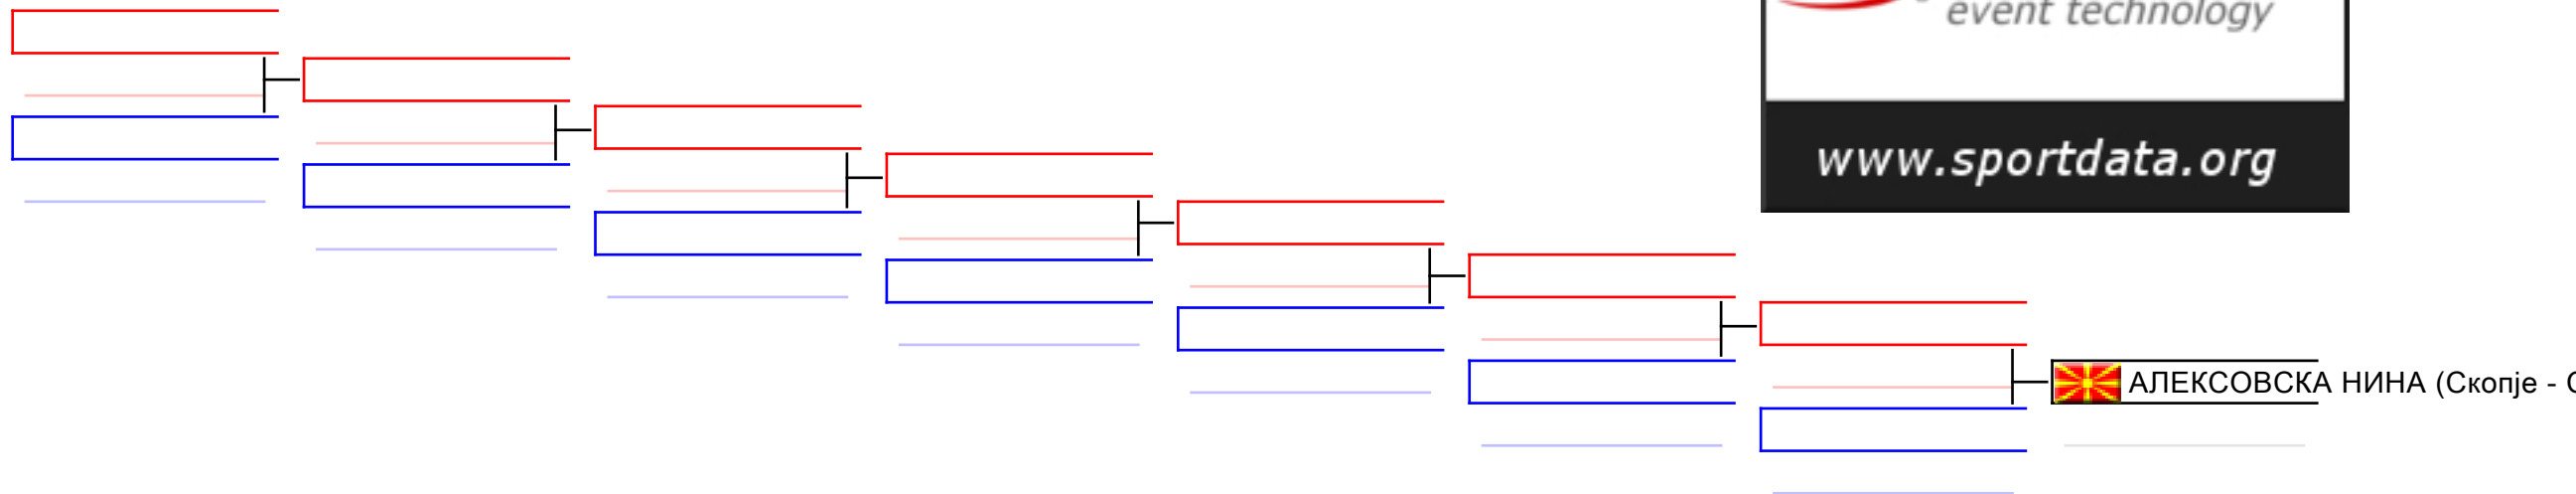 event technology
www.sportdata.org
АЛЕКСОВСКА НИНА (Скопје -